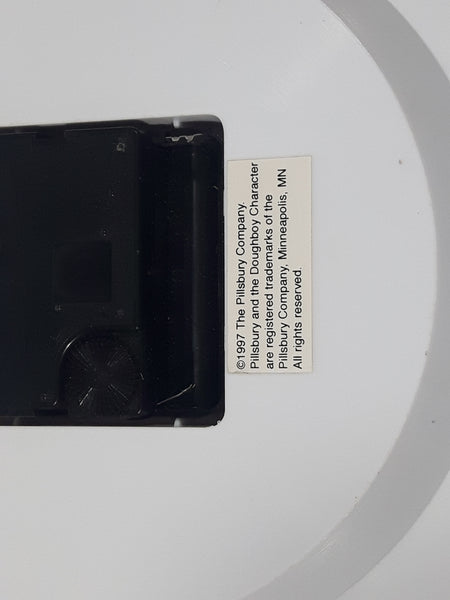 ©1997 The Pillsbury Company.
Pillsbury and the Doughboy Character
are registered trademarks of the
Pillsbury Company, Minneapolis, MN
All rights reserved.